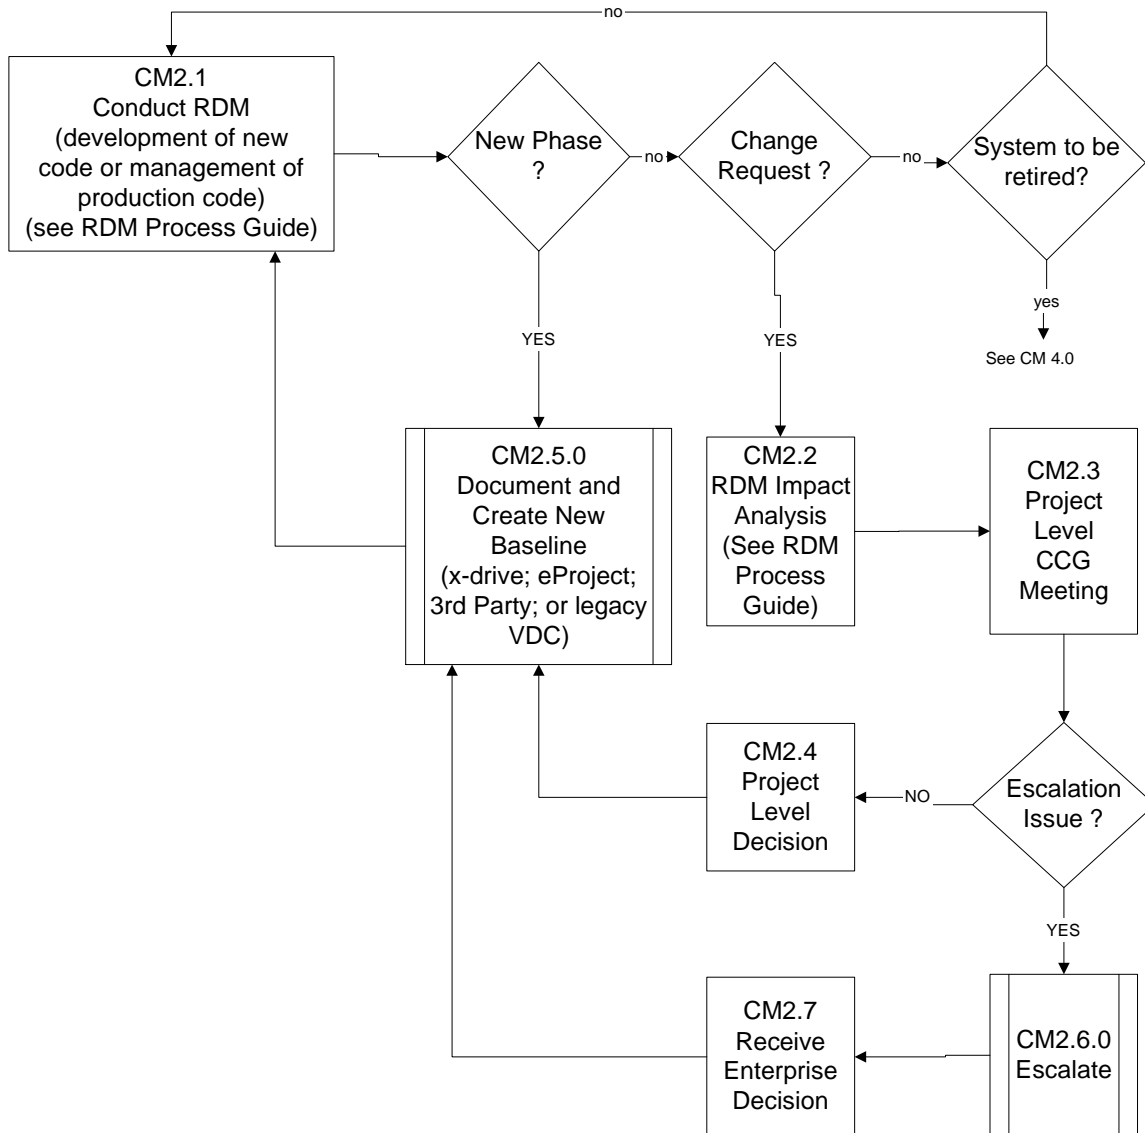 no
CM2.1
Conduct RDM
(development of new
code or management of
production code)
(see RDM Process Guide)
New Phase
?
no
Change
Request ?
no
System to be
retired?
YES
YES
yes
See CM 4.0
CM2.5.0
Document and
Create New
Baseline
(x-drive; eProject;
3rd Party; or legacy
VDC)
CM2.2
RDM Impact
Analysis
(See RDM
Process
Guide)
CM2.3
Project
Level
CCG
Meeting
CM2.4
Project
Level
Decision
NO
Escalation
Issue ?
YES
CM2.7
Receive
Enterprise
Decision
CM2.6.0
Escalate